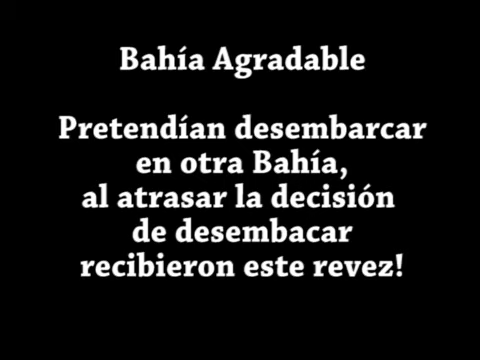 Bahía Agradable
Pretendían desembarcar
en otra Bahía,
al atrasar la decisión
de desembacar
recibieron este revez!